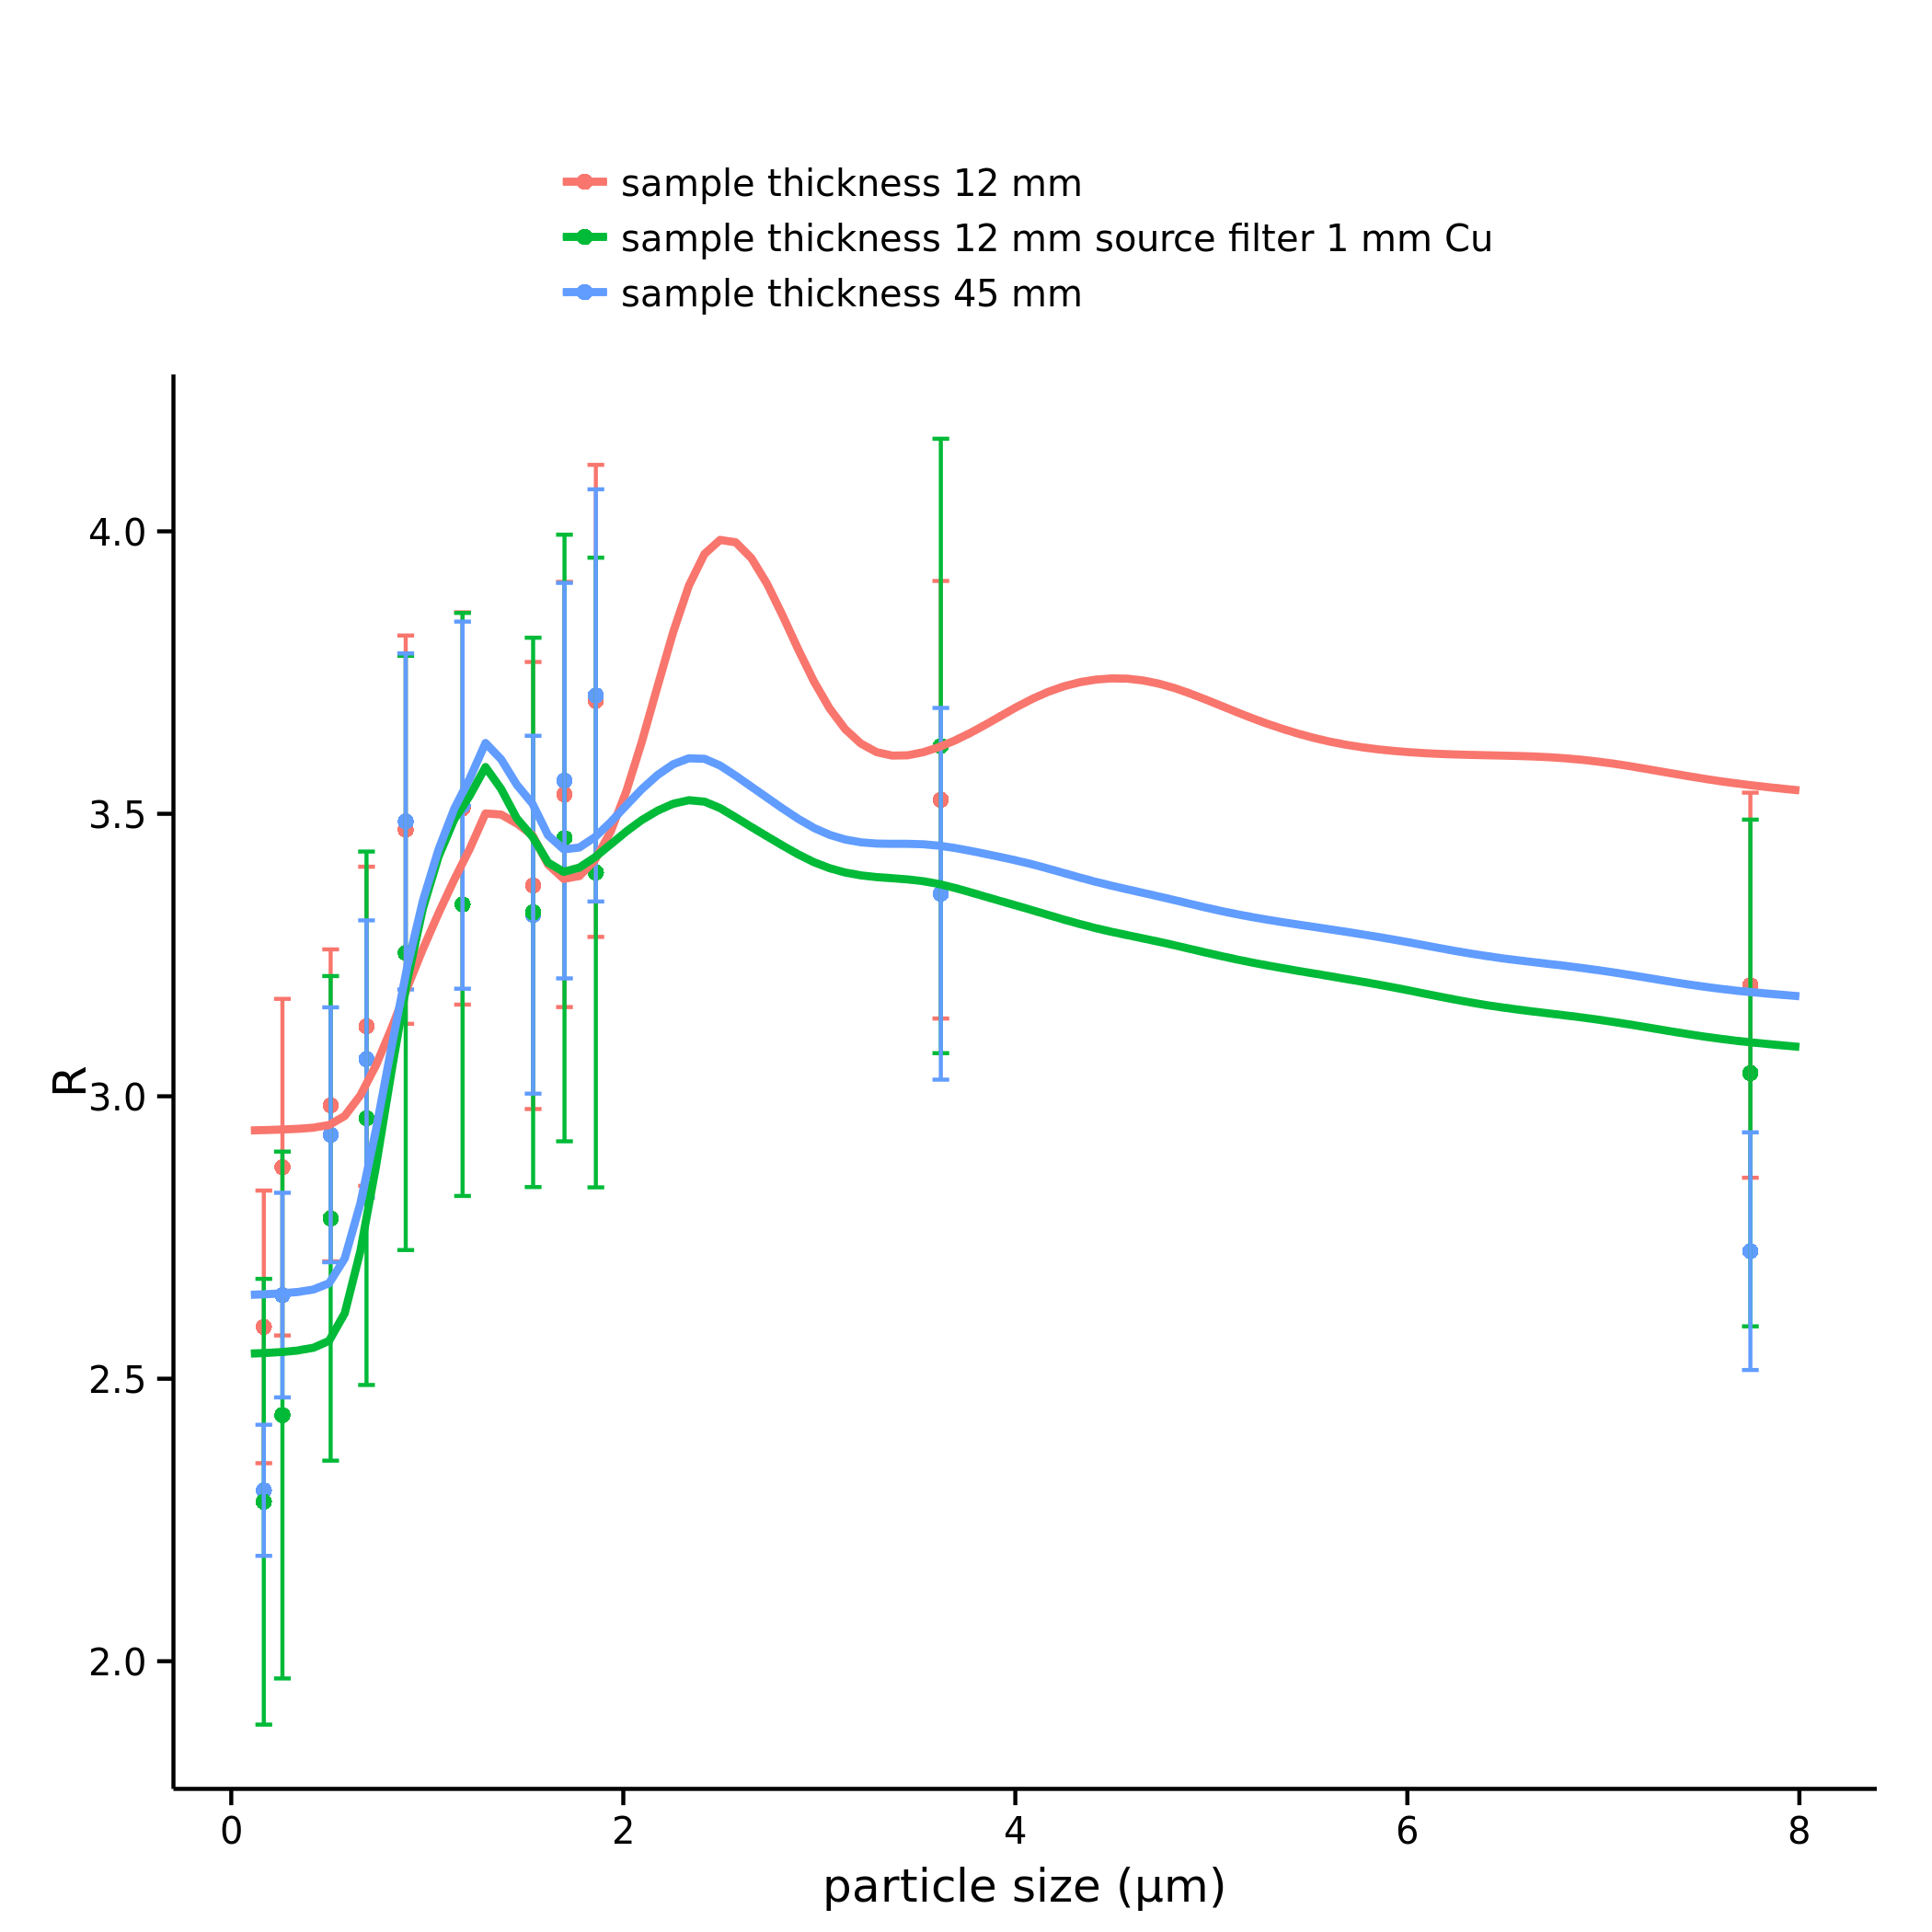 sample thickness 12 mm
sample thickness 12 mm source filter 1 mm Cu
sample thickness 45 mm
4.0
3.5
R
3.0
2.5
2.0
0 2 4 6 8
particle size (µm)